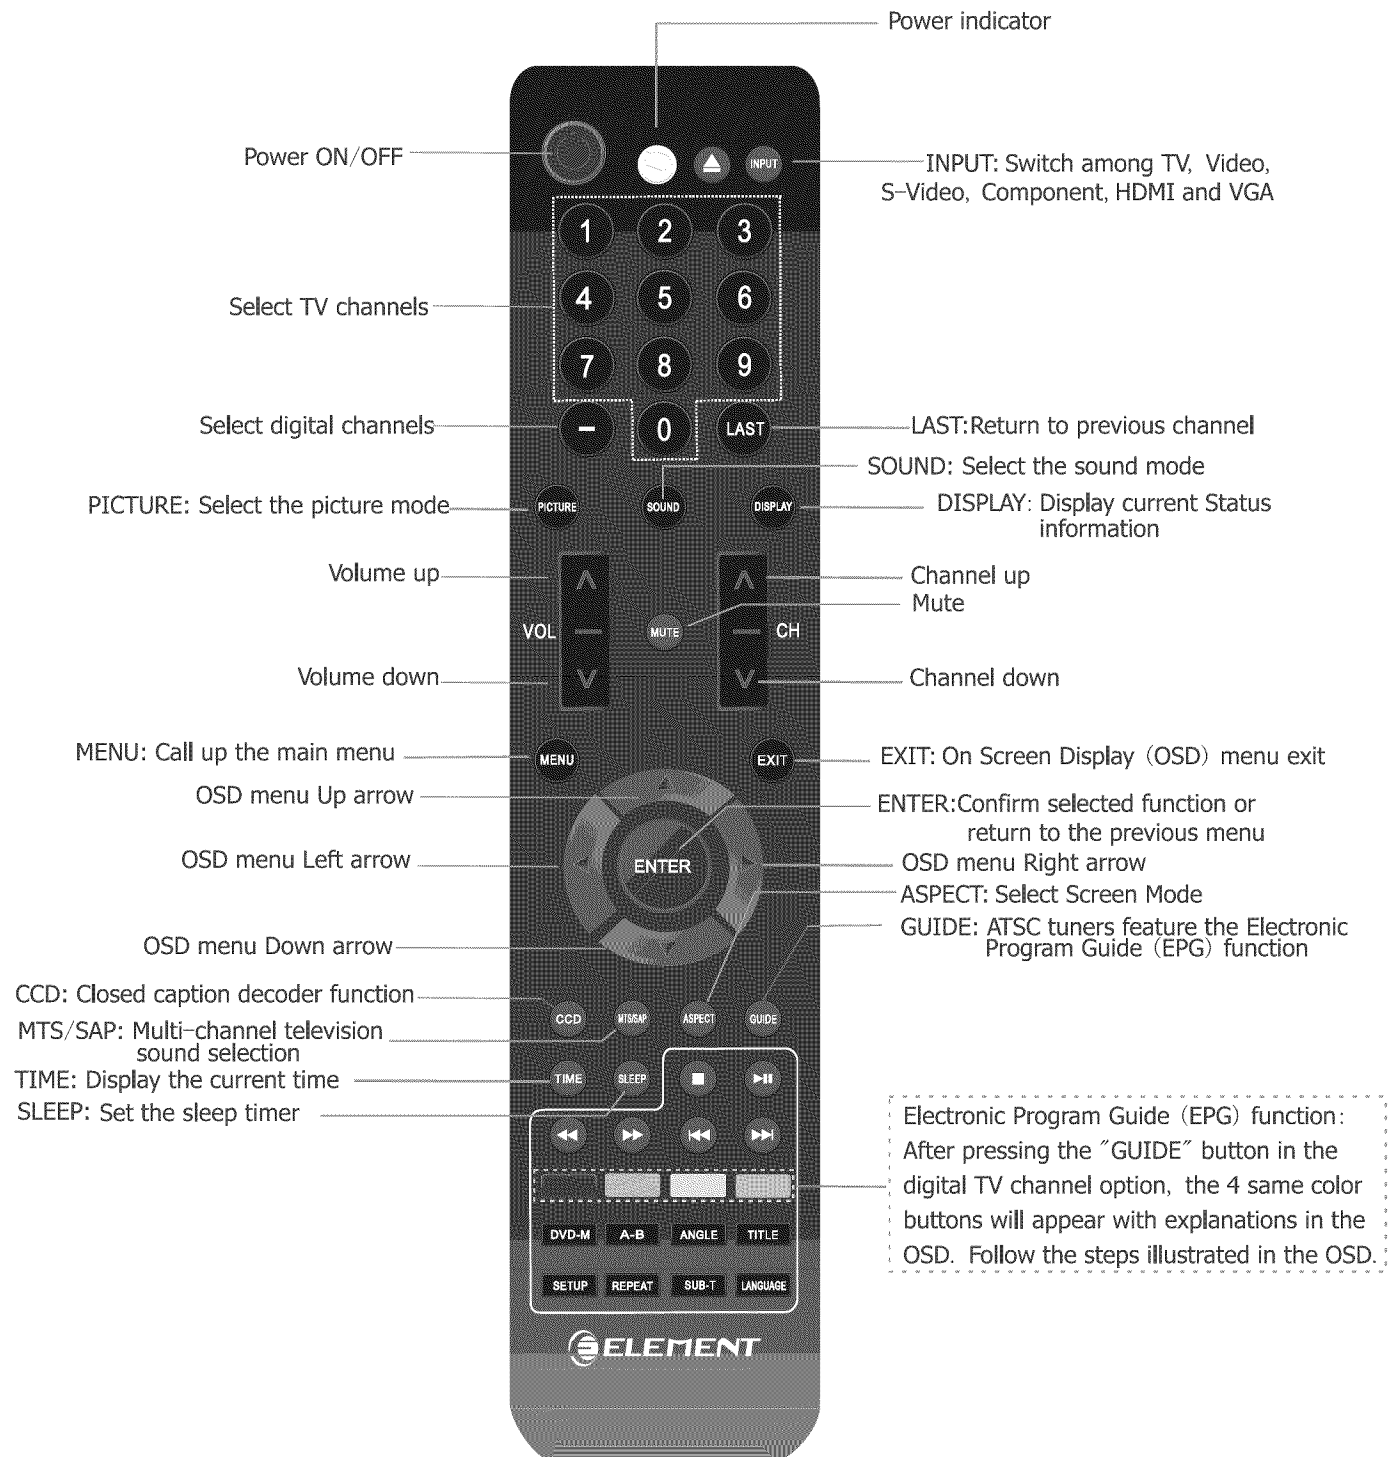 Power indicator
Power ON/OFF
INPUT
INPUT: Switch among TV, Video,
S-Video, Component, HDMI and VGA
1 2 3
Select TV channels
4 5 6
7 8 9
Select digital channels
- 0 LAST
LAST:Return to previous channel
SOUND: Select the sound mode
PICTURE: Select the picture mode
PICTURE SOUND DISPLAY
DISPLAY: Display current Status
information
Volume up
Channel up
Mute
VOL MUTE CH
Volume down
Channel down
MENU: Call up the main menu
MENU EXIT
EXIT: On Screen Display (OSD) menu exit
OSD menu Up arrow
ENTER:Confirm selected function or
return to the previous menu
OSD menu Left arrow
ENTER
OSD menu Right arrow
ASPECT: Select Screen Mode
GUIDE: ATSC tuners feature the Electronic
Program Guide (EPG) function
OSD menu Down arrow
CCD: Closed caption decoder function
CCD MTS/SAP ASPECT GUIDE
MTS/SAP: Multi-channel television
sound selection
TIME: Display the current time
TIME SLEEP
SLEEP: Set the sleep timer
Electronic Program Guide (EPG) function:
After pressing the "GUIDE" button in the
digital TV channel option, the 4 same color
buttons will appear with explanations in the
OSD. Follow the steps illustrated in the OSD.
DVD-M A-B ANGLE TITLE
SETUP REPEAT SUB-T LANGUAGE
ELEMENT